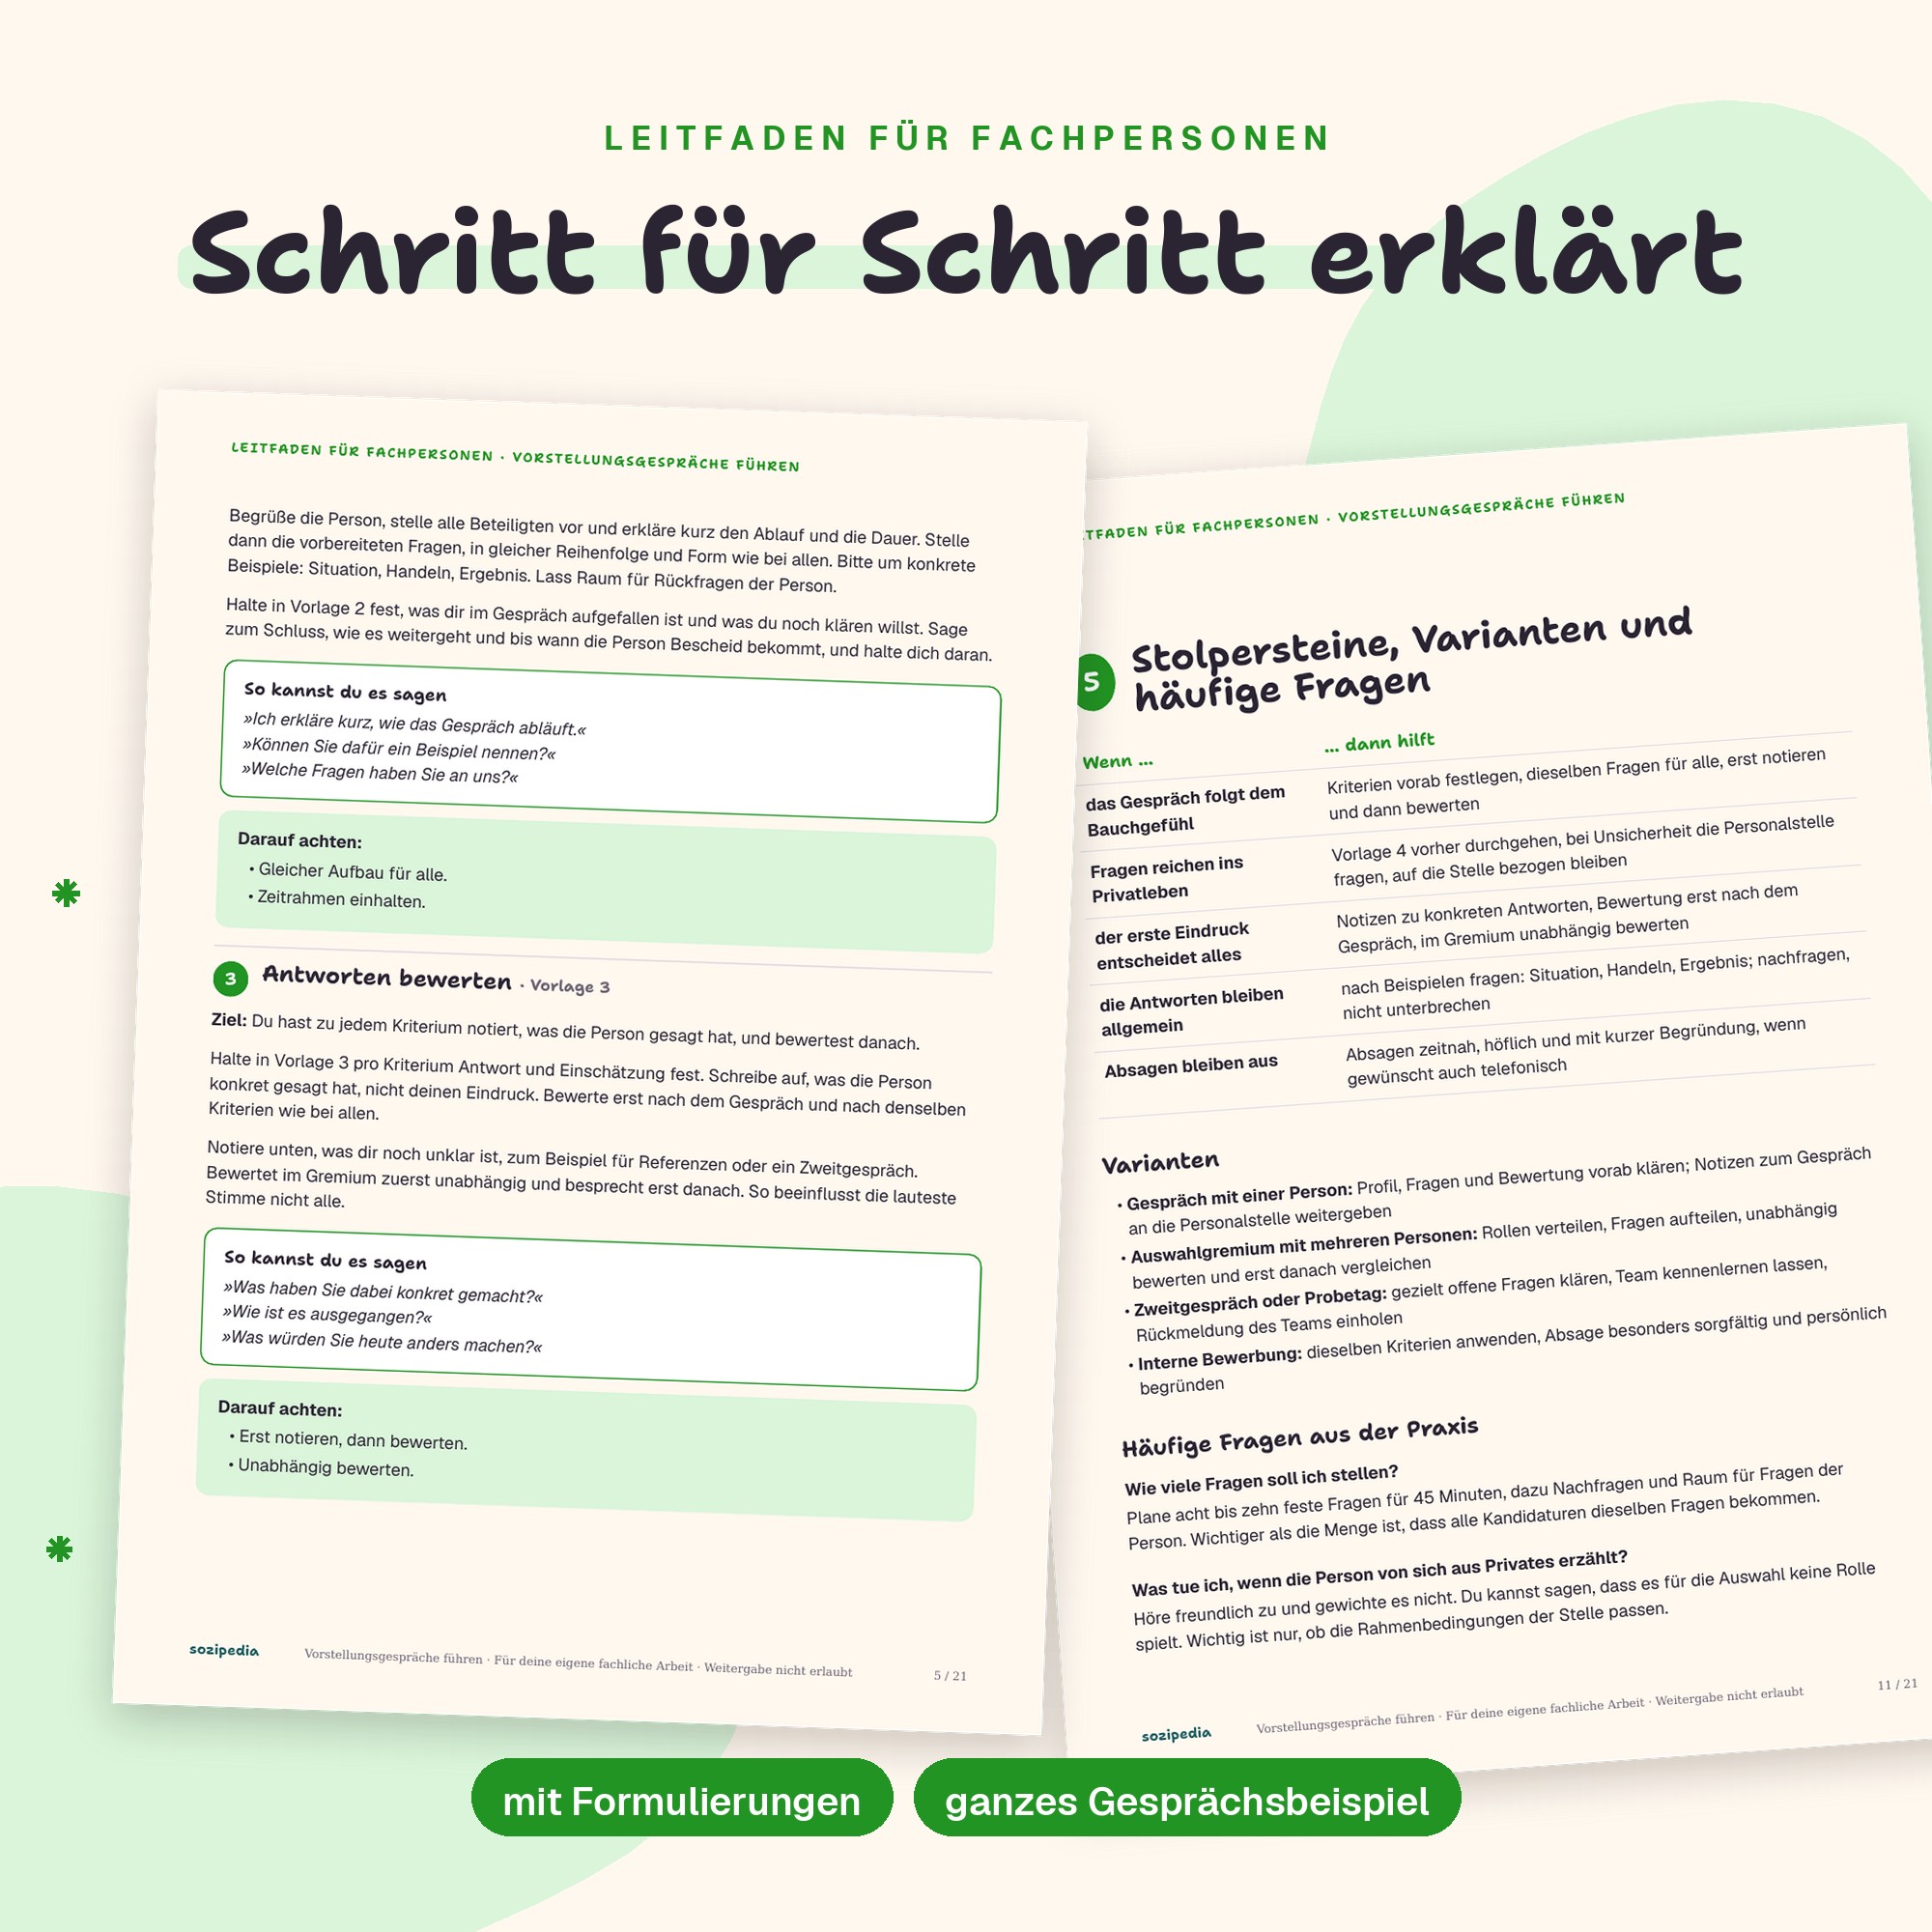 LEITFADEN FÜR FACHPERSONEN
Schritt für Schritt erklärt
LEITFADEN FÜR FACHPERSONEN · VORSTELLUNGSGESPRÄCHE FÜHREN
Begrüße die Person, stelle alle Beteiligten vor und erkläre kurz den Ablauf und die Dauer. Stelle
dann die vorbereiteten Fragen, in gleicher Reihenfolge und Form wie bei allen. Bitte um konkrete
Beispiele: Situation, Handeln, Ergebnis. Lass Raum für Rückfragen der Person.
Halte in Vorlage 2 fest, was dir im Gespräch aufgefallen ist und was du noch klären willst. Sage
zum Schluss, wie es weitergeht und bis wann die Person Bescheid bekommt, und halte dich daran.
So kannst du es sagen
»Ich erkläre kurz, wie das Gespräch abläuft.«
»Können Sie dafür ein Beispiel nennen?«
»Welche Fragen haben Sie an uns?«
Darauf achten:
• Gleicher Aufbau für alle.
• Zeitrahmen einhalten.
3 Antworten bewerten · Vorlage 3
Ziel: Du hast zu jedem Kriterium notiert, was die Person gesagt hat, und bewertest danach.
Halte in Vorlage 3 pro Kriterium Antwort und Einschätzung fest. Schreibe auf, was die Person
konkret gesagt hat, nicht deinen Eindruck. Bewerte erst nach dem Gespräch und nach denselben
Kriterien wie bei allen.
Notiere unten, was dir noch unklar ist, zum Beispiel für Referenzen oder ein Zweitgespräch.
Bewertet im Gremium zuerst unabhängig und besprecht erst danach. So beeinflusst die lauteste
Stimme nicht alle.
So kannst du es sagen
»Was haben Sie dabei konkret gemacht?«
»Wie ist es ausgegangen?«
»Was würden Sie heute anders machen?«
Darauf achten:
• Erst notieren, dann bewerten.
• Unabhängig bewerten.
sozipedia Vorstellungsgespräche führen · Für deine eigene fachliche Arbeit · Weitergabe nicht erlaubt 5 / 21
TFADEN FÜR FACHPERSONEN · VORSTELLUNGSGESPRÄCHE FÜHREN
5 Stolpersteine, Varianten und
häufige Fragen
Wenn ... ... dann hilft
das Gespräch folgt dem
Bauchgefühl
Kriterien vorab festlegen, dieselben Fragen für alle, erst notieren
und dann bewerten
Fragen reichen ins
Privatleben
Vorlage 4 vorher durchgehen, bei Unsicherheit die Personalstelle
fragen, auf die Stelle bezogen bleiben
der erste Eindruck
entscheidet alles
Notizen zu konkreten Antworten, Bewertung erst nach dem
Gespräch, im Gremium unabhängig bewerten
die Antworten bleiben
allgemein
nach Beispielen fragen: Situation, Handeln, Ergebnis; nachfragen,
nicht unterbrechen
Absagen bleiben aus
Absagen zeitnah, höflich und mit kurzer Begründung, wenn
gewünscht auch telefonisch
Varianten
• Gespräch mit einer Person: Profil, Fragen und Bewertung vorab klären; Notizen zum Gespräch
an die Personalstelle weitergeben
• Auswahlgremium mit mehreren Personen: Rollen verteilen, Fragen aufteilen, unabhängig
bewerten und erst danach vergleichen
• Zweitgespräch oder Probetag: gezielt offene Fragen klären, Team kennenlernen lassen,
Rückmeldung des Teams einholen
• Interne Bewerbung: dieselben Kriterien anwenden, Absage besonders sorgfältig und persönlich
begründen
Häufige Fragen aus der Praxis
Wie viele Fragen soll ich stellen?
Plane acht bis zehn feste Fragen für 45 Minuten, dazu Nachfragen und Raum für Fragen der
Person. Wichtiger als die Menge ist, dass alle Kandidaturen dieselben Fragen bekommen.
Was tue ich, wenn die Person von sich aus Privates erzählt?
Höre freundlich zu und gewichte es nicht. Du kannst sagen, dass es für die Auswahl keine Rolle
spielt. Wichtig ist nur, ob die Rahmenbedingungen der Stelle passen.
sozipedia Vorstellungsgespräche führen · Für deine eigene fachliche Arbeit · Weitergabe nicht erlaubt 11 / 21
mit Formulierungen
ganzes Gesprächsbeispiel